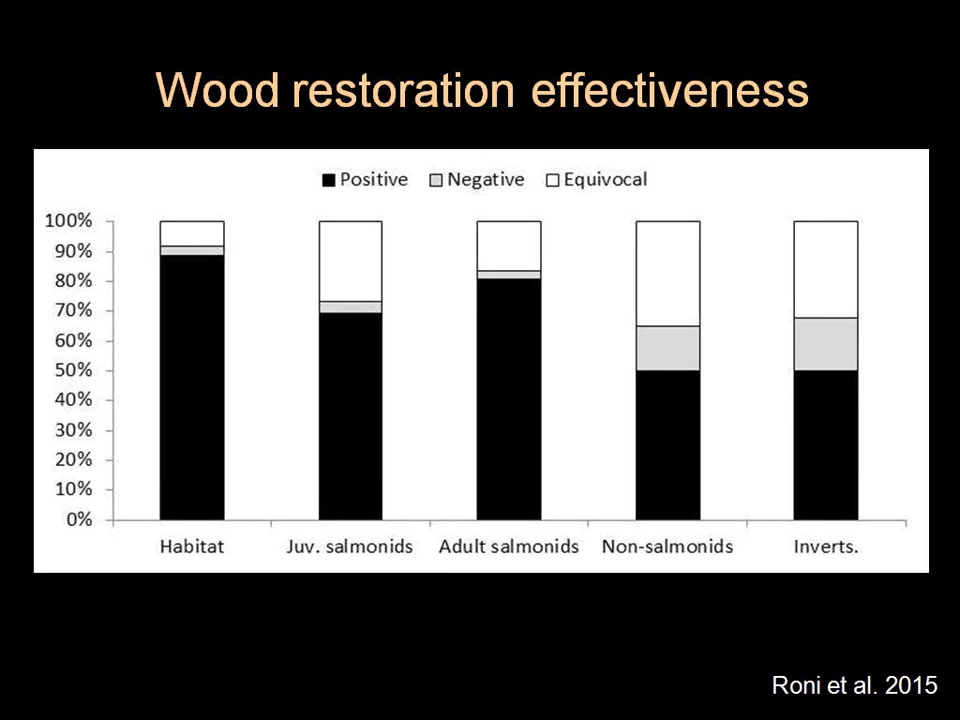 Wood restoration effectiveness
Positive Negative Equivocal
100%
90%
80%
70%
60%
50%
40%
30%
20%
10%
0%
Habitat Juv. salmonids Adult salmonids Non-salmonids Inverts.
Roni et al. 2015